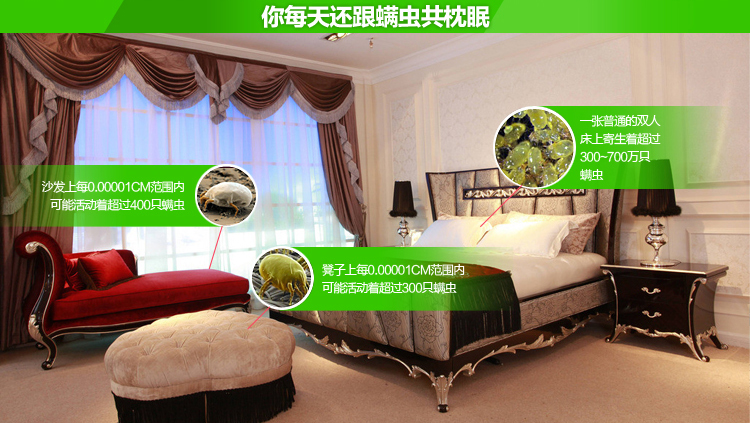 你每天还跟螨虫共枕眠
一张普通的双人
床上寄生着超过
300~700万只
螨虫
沙发上每0.00001CM范围内
可能活动着超过400只螨虫
凳子上每0.00001CM范围内
可能活动着超过300只螨虫